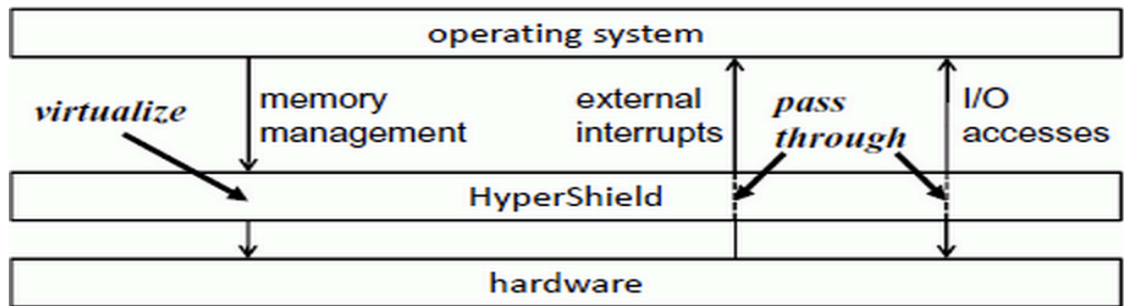 operating system
virtualize
memory
management
external
interrupts
pass
through
I/O
accesses
HyperShield
hardware